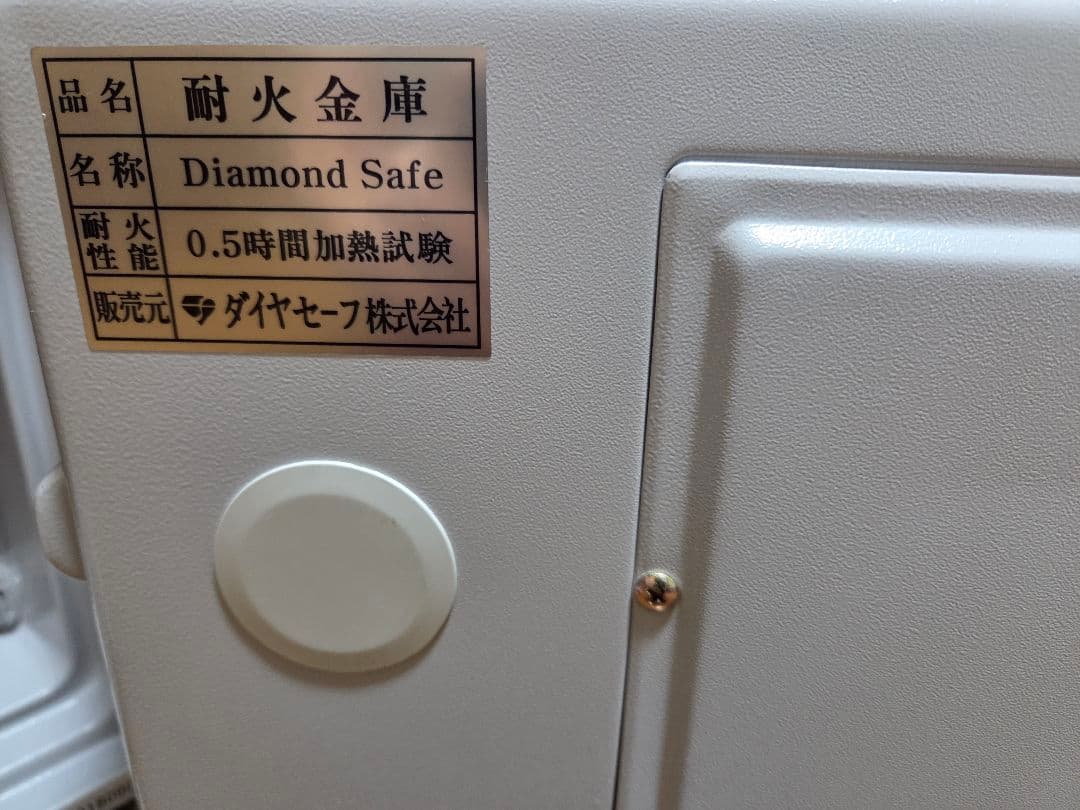 品名 耐火金庫
名称 Diamond Safe
耐火性能 0.5時間加熱試験
販売元 ダイヤセーフ株式会社